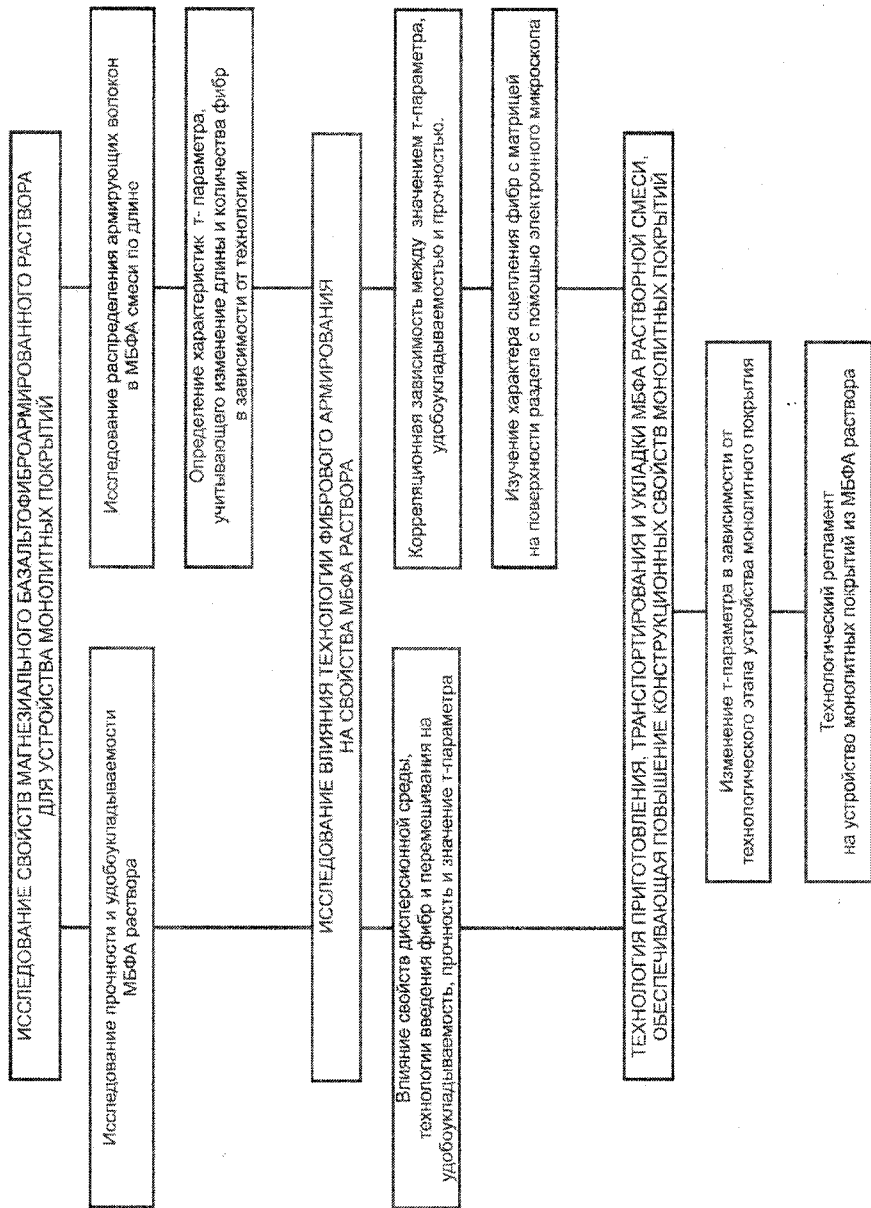 ИССЛЕДОВАНИЕ СВОЙСТВ МАГНЕЗИАЛЬНОГО БАЗАЛЬТОФИБРОАРМИРОВАННОГО РАСТВОРА
ДЛЯ УСТРОЙСТВА МОНОЛИТНЫХ ПОКРЫТИЙ
Исследование прочности и удобоукладываемости
МБФА раствора
Исследование распределения армирующих волокон
в МБФА смеси по длине
Определение характеристик т- параметра,
учитывающего изменение длины и количества фибр
в зависимости от технологии
ИССЛЕДОВАНИЕ ВЛИЯНИЯ ТЕХНОЛОГИИ ФИБРОВОГО АРМИРОВАНИЯ
НА СВОЙСТВА МБФА РАСТВОРА
Влияние свойств дисперсионной среды,
технологии введения фибр и перемешивания на
удобоукладываемость, прочность и значение т-параметра
Корреляционная зависимость между значением т-параметра,
удобоукладываемостью и прочностью.
Изучение характера сцепления фибр с матрицей
на поверхности раздела с помощью электронного микроскопа
ТЕХНОЛОГИЯ ПРИГОТОВЛЕНИЯ, ТРАНСПОРТИРОВАНИЯ И УКЛАДКИ МБФА РАСТВОРНОЙ СМЕСИ,
ОБЕСПЕЧИВАЮЩАЯ ПОВЫШЕНИЕ КОНСТРУКЦИОННЫХ СВОЙСТВ МОНОЛИТНЫХ ПОКРЫТИЙ
Изменение т-параметра в зависимости от
технологического этапа устройства монолитного покрытия
Технологический регламент
на устройство монолитных покрытий из МБФА раствора